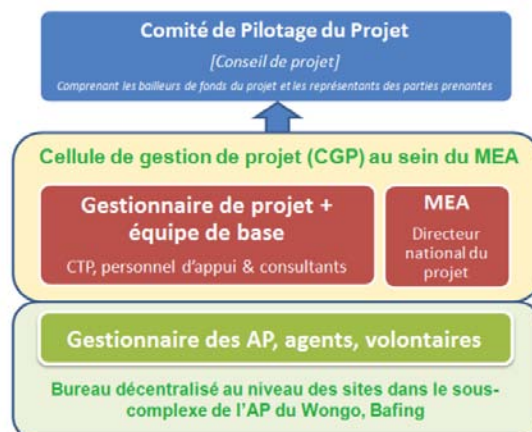 Comité de Pilotage du Projet
[Conseil de projet]
Comprenant les bailleurs de fonds du projet et les représentants des parties prenantes
Cellule de gestion de projet (CGP) au sein du MEA
Gestionnaire de projet +
équipe de base
CTP, personnel d'appui & consultants
MEA
Directeur
national du
projet
Gestionnaire des AP, agents, volontaires
Bureau décentralisé au niveau des sites dans le sous-
complexe de l'AP du Wongo, Bafing